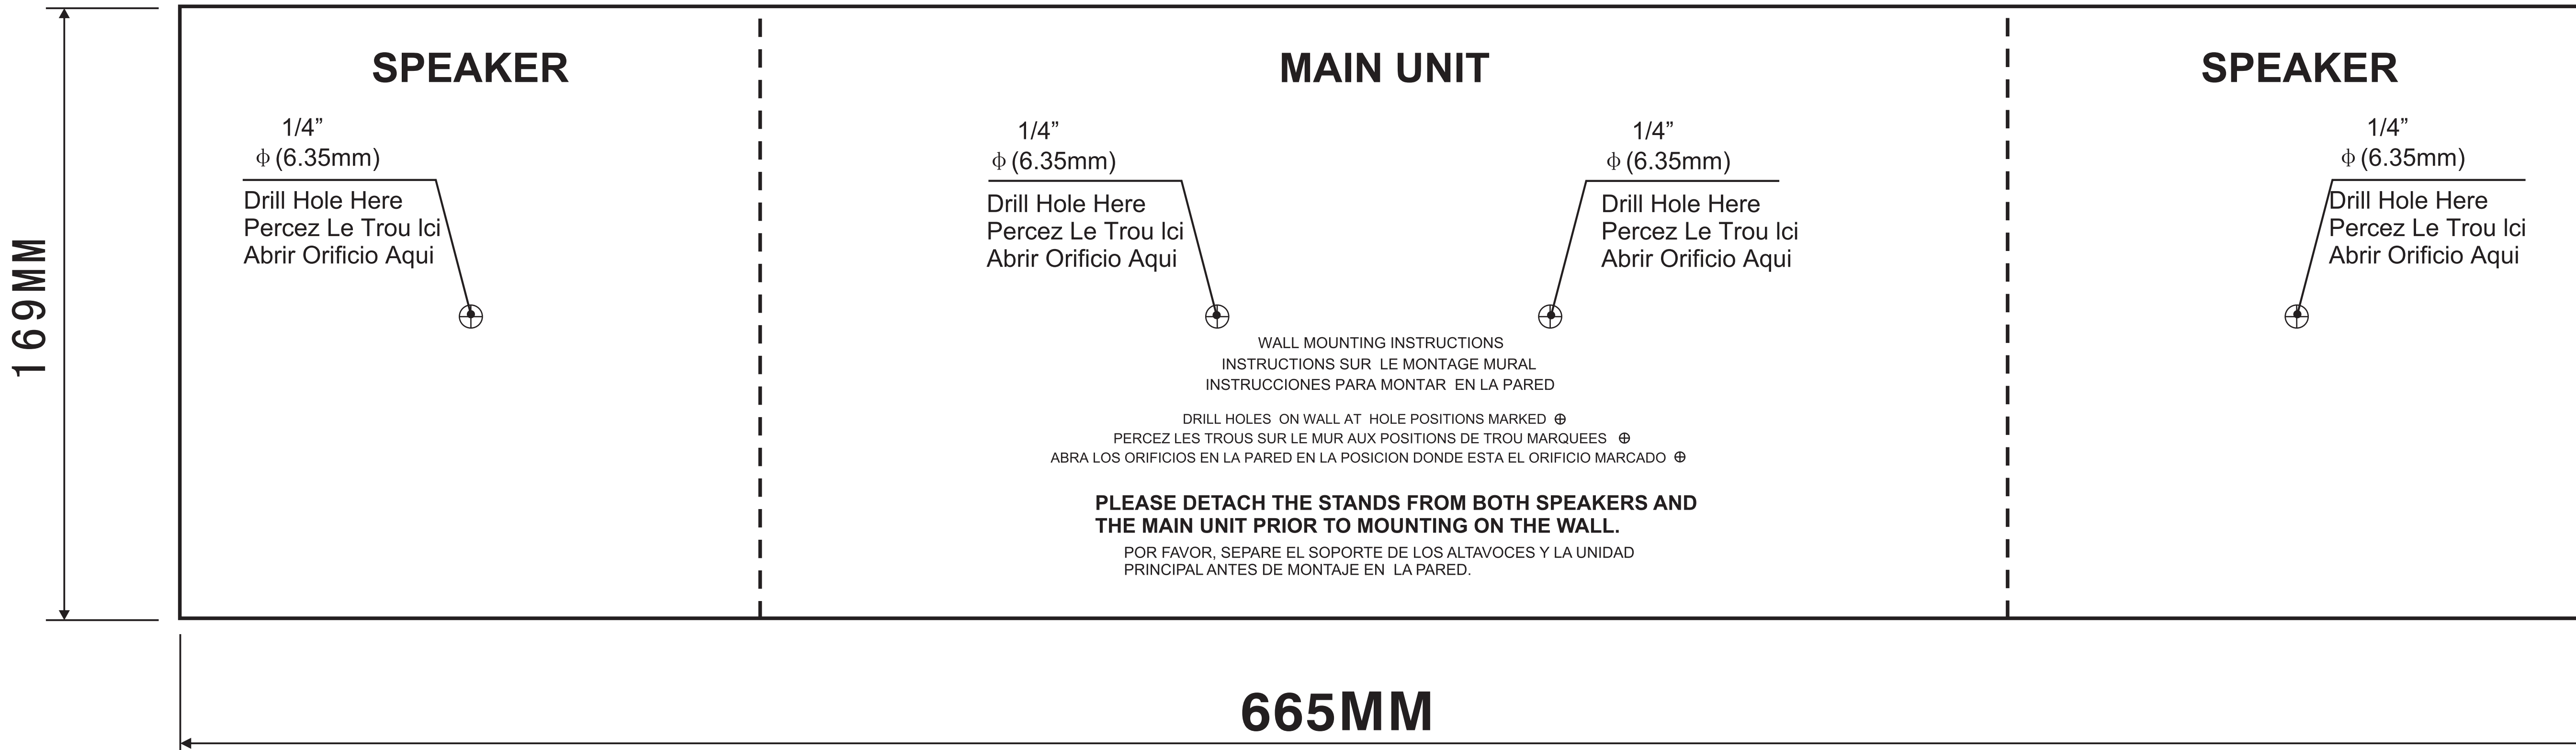 SPEAKER
1/4”
ϕ (6.35mm)
Drill Hole Here
Percez Le Trou Ici
Abrir Orificio Aqui
MAIN UNIT
1/4”
ϕ (6.35mm)
Drill Hole Here
Percez Le Trou Ici
Abrir Orificio Aqui
1/4”
ϕ (6.35mm)
Drill Hole Here
Percez Le Trou Ici
Abrir Orificio Aqui
WALL MOUNTING INSTRUCTIONS
INSTRUCTIONS SUR LE MONTAGE MURAL
INSTRUCCIONES PARA MONTAR EN LA PARED
DRILL HOLES ON WALL AT HOLE POSITIONS MARKED ⊕
PERCEZ LES TROUS SUR LE MUR AUX POSITIONS DE TROU MARQUEES ⊕
ABRA LOS ORIFICIOS EN LA PARED EN LA POSICION DONDE ESTA EL ORIFICIO MARCADO ⊕
PLEASE DETACH THE STANDS FROM BOTH SPEAKERS AND
THE MAIN UNIT PRIOR TO MOUNTING ON THE WALL.
POR FAVOR, SEPARE EL SOPORTE DE LOS ALTAVOCES Y LA UNIDAD
PRINCIPAL ANTES DE MONTAJE EN LA PARED.
SPEAKER
1/4”
ϕ (6.35mm)
Drill Hole Here
Percez Le Trou Ici
Abrir Orificio Aqui
169MM
665MM